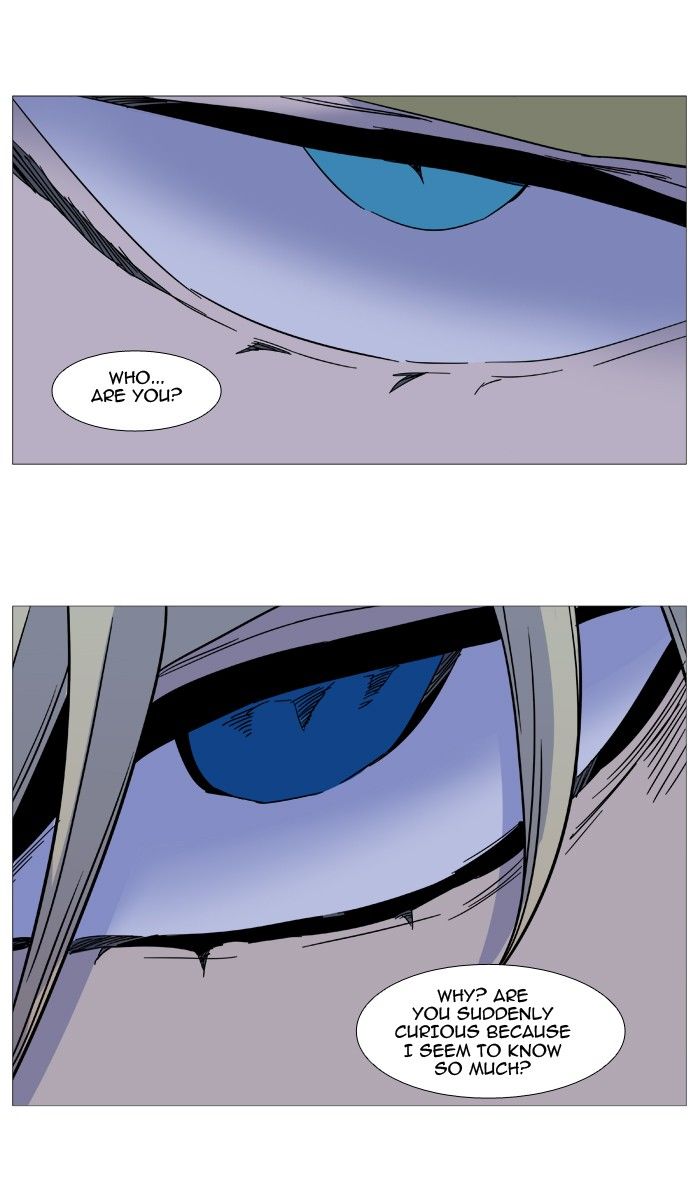 WHO...
ARE YOU?
WHY? ARE
YOU SUDDENLY
CURIOUS BECAUSE
I SEEM TO KNOW
SO MUCH?